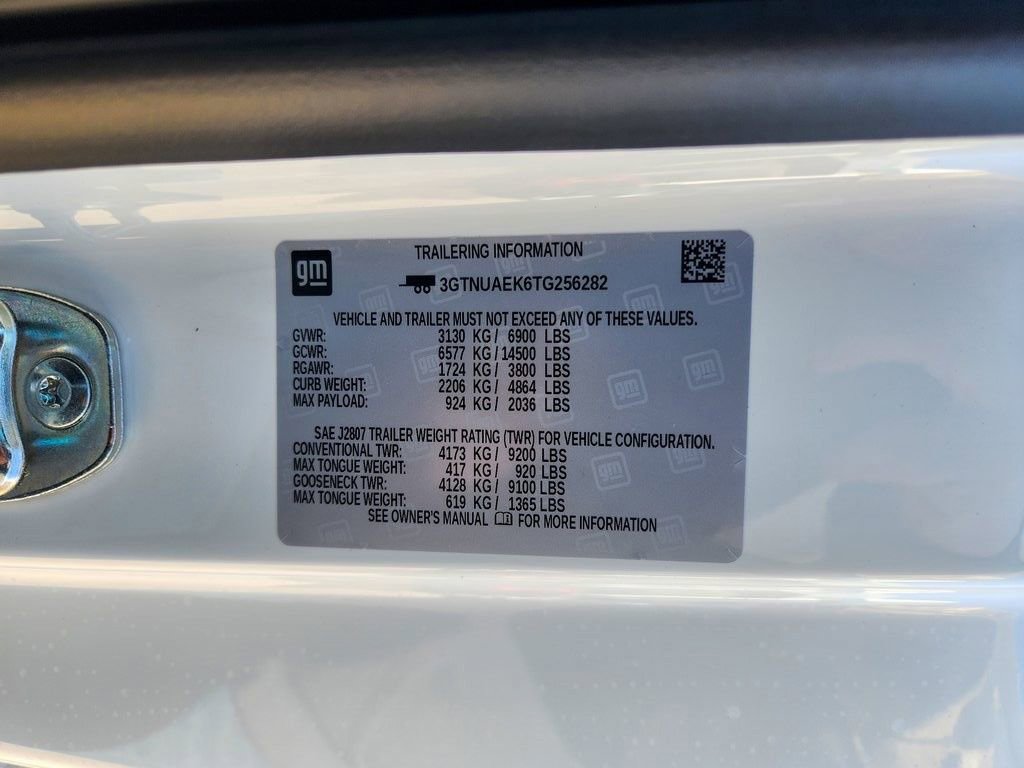 gm
TRAILERING INFORMATION
3GTNUAEK6TG256282
VEHICLE AND TRAILER MUST NOT EXCEED ANY OF THESE VALUES.
GVWR: 3130 KG/ 6900 LBS
GCWR: 6577 KG/ 14500 LBS
RGAWR: 1724 KG/ 3800 LBS
CURB WEIGHT: 2206 KG/ 4864 LBS
MAX PAYLOAD: 924 KG/ 2036 LBS
SAE J2807 TRAILER WEIGHT RATING (TWR) FOR VEHICLE CONFIGURATION.
CONVENTIONAL TWR: 4173 KG/ 9200 LBS
MAX TONGUE WEIGHT: 417 KG/ 920 LBS
GOOSENECK TWR: 4128 KG/ 9100 LBS
MAX TONGUE WEIGHT: 619 KG/ 1365 LBS
SEE OWNER'S MANUAL FOR MORE INFORMATION